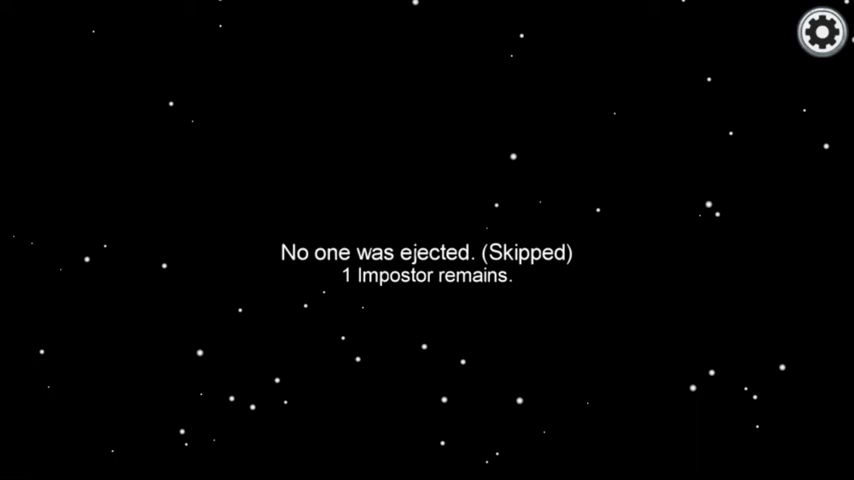 No one was ejected. (Skipped)
1 Impostor remains.